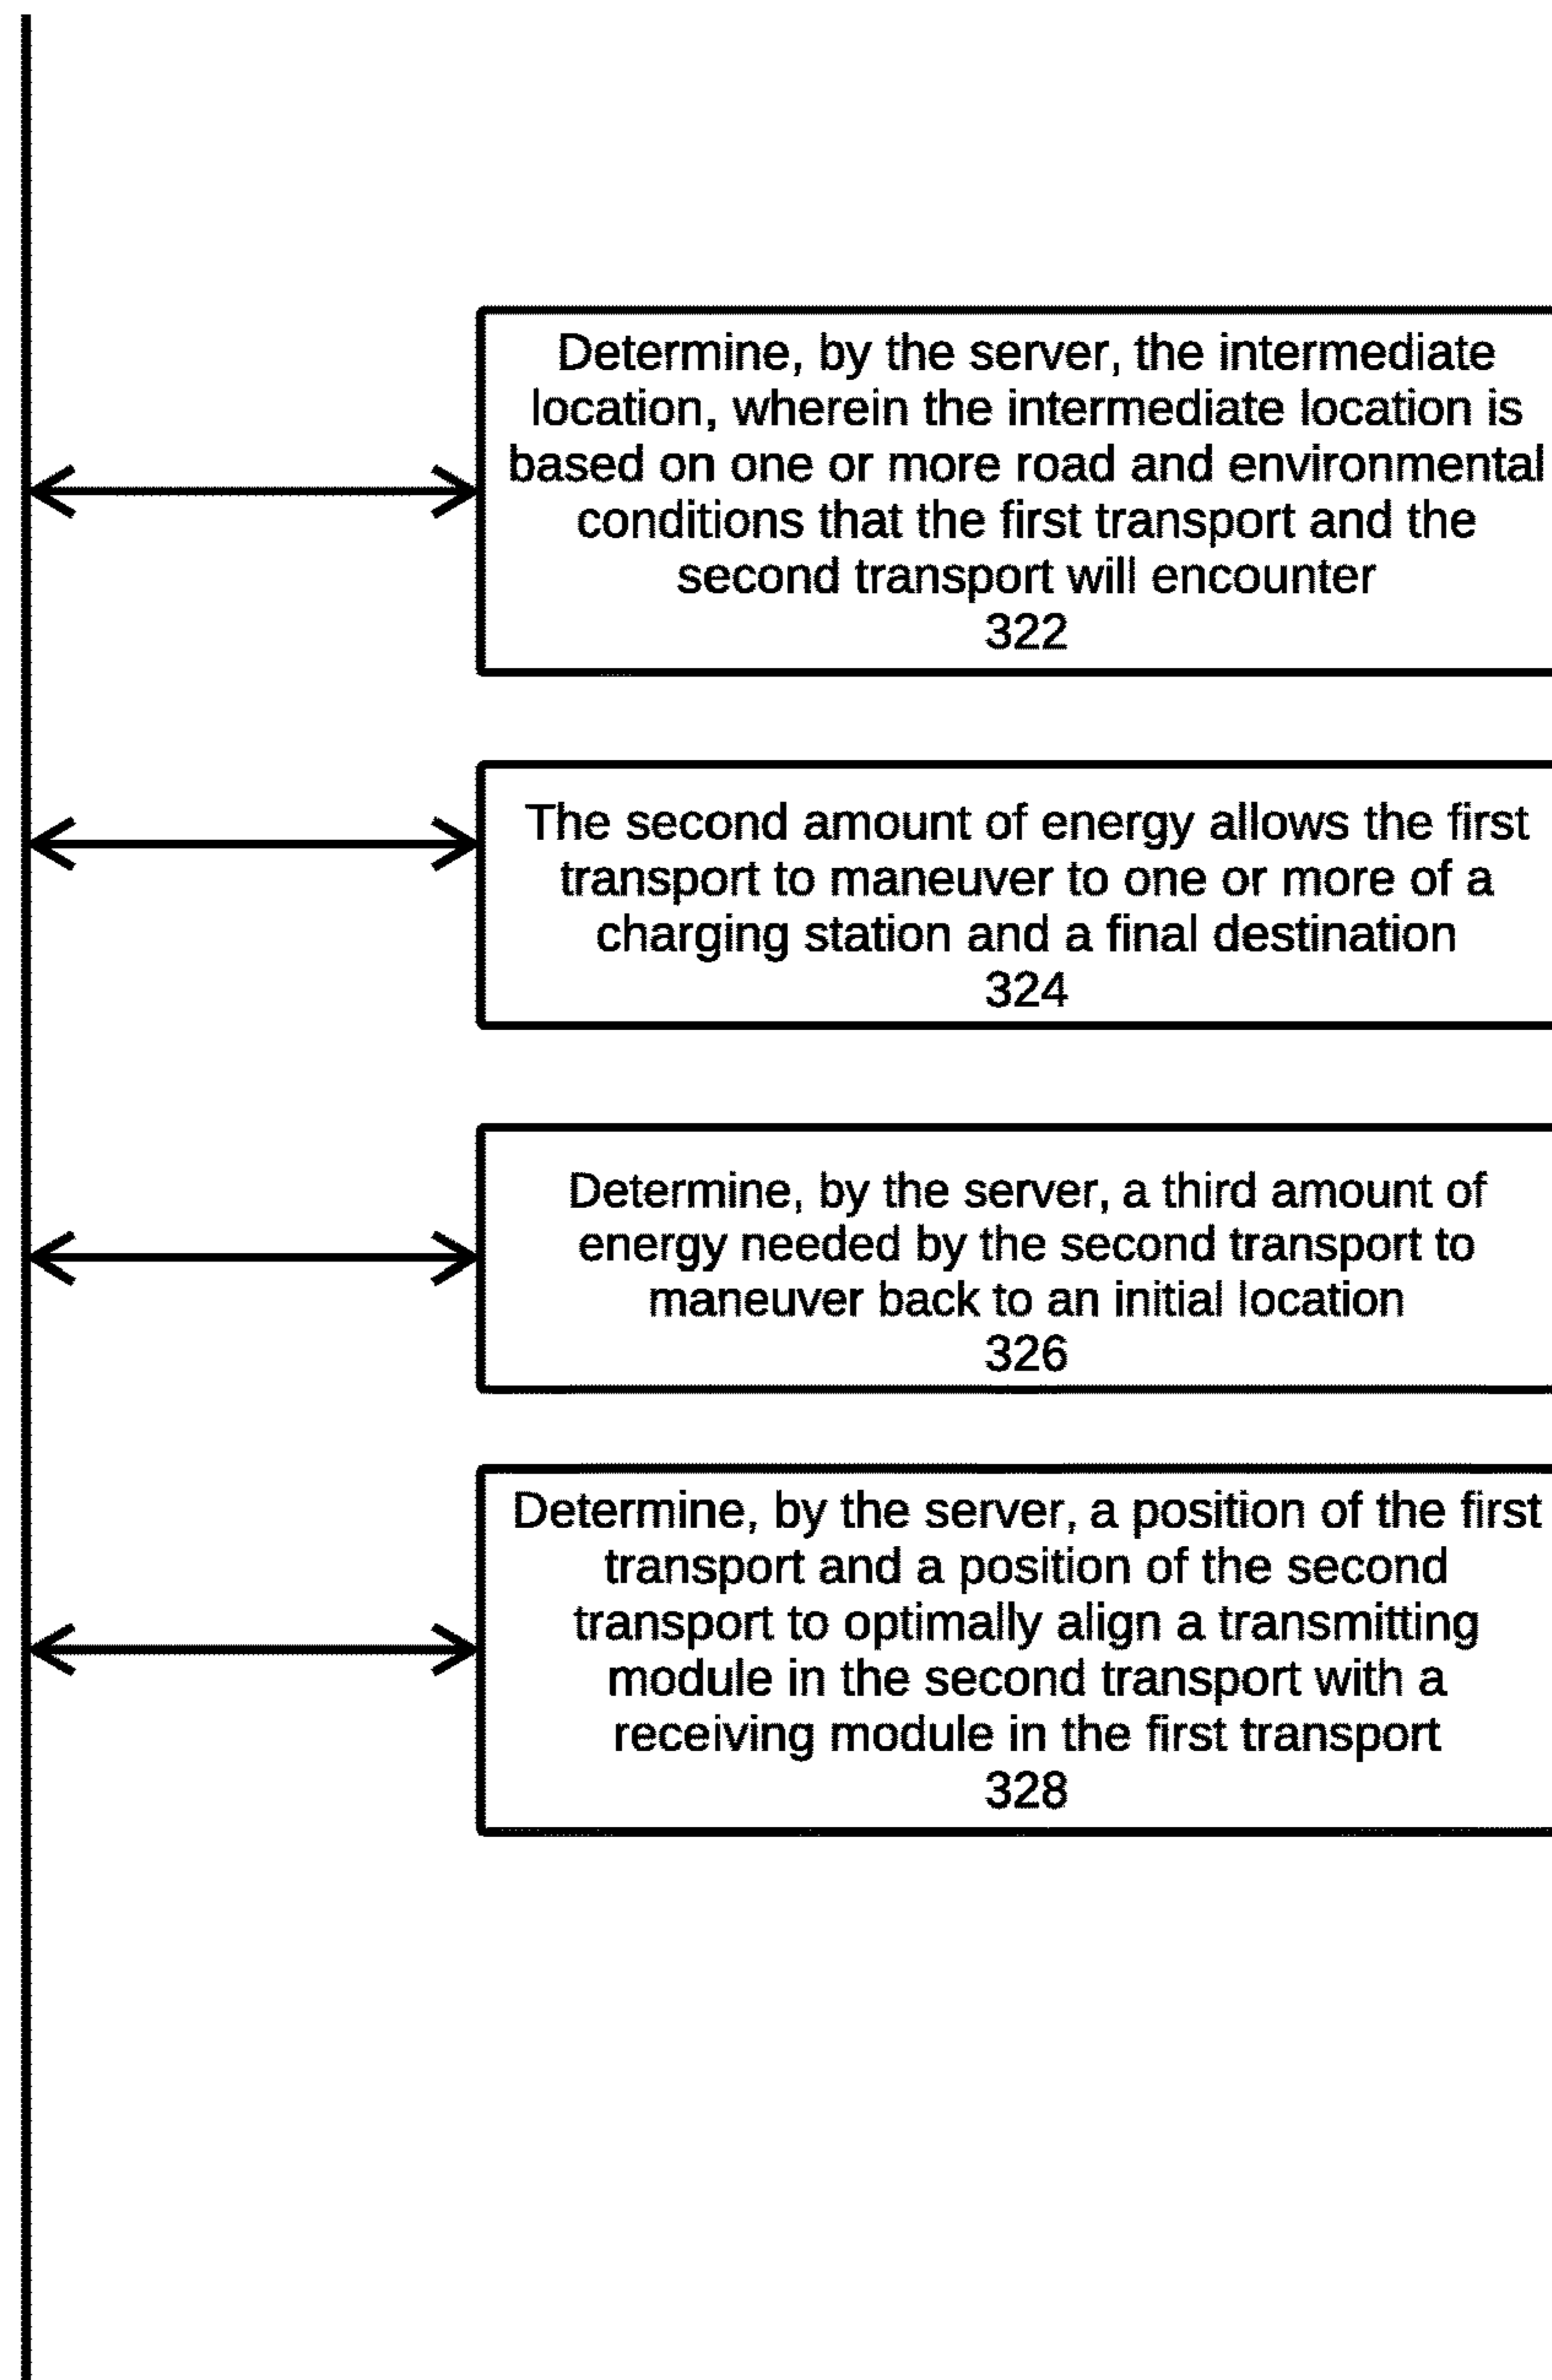 Determine, by the server, the intermediate
location, wherein the intermediate location is
based on one or more road and environmental
conditions that the first transport and the
second transport will encounter
322
The second amount of energy allows the first
transport to maneuver to one or more of a
charging station and a final destination
324
Determine, by the server, a third amount of
energy needed by the second transport to
maneuver back to an initial location
326
Determine, by the server, a position of the first
transport and a position of the second
transport to optimally align a transmitting
module in the second transport with a
receiving module in the first transport
328